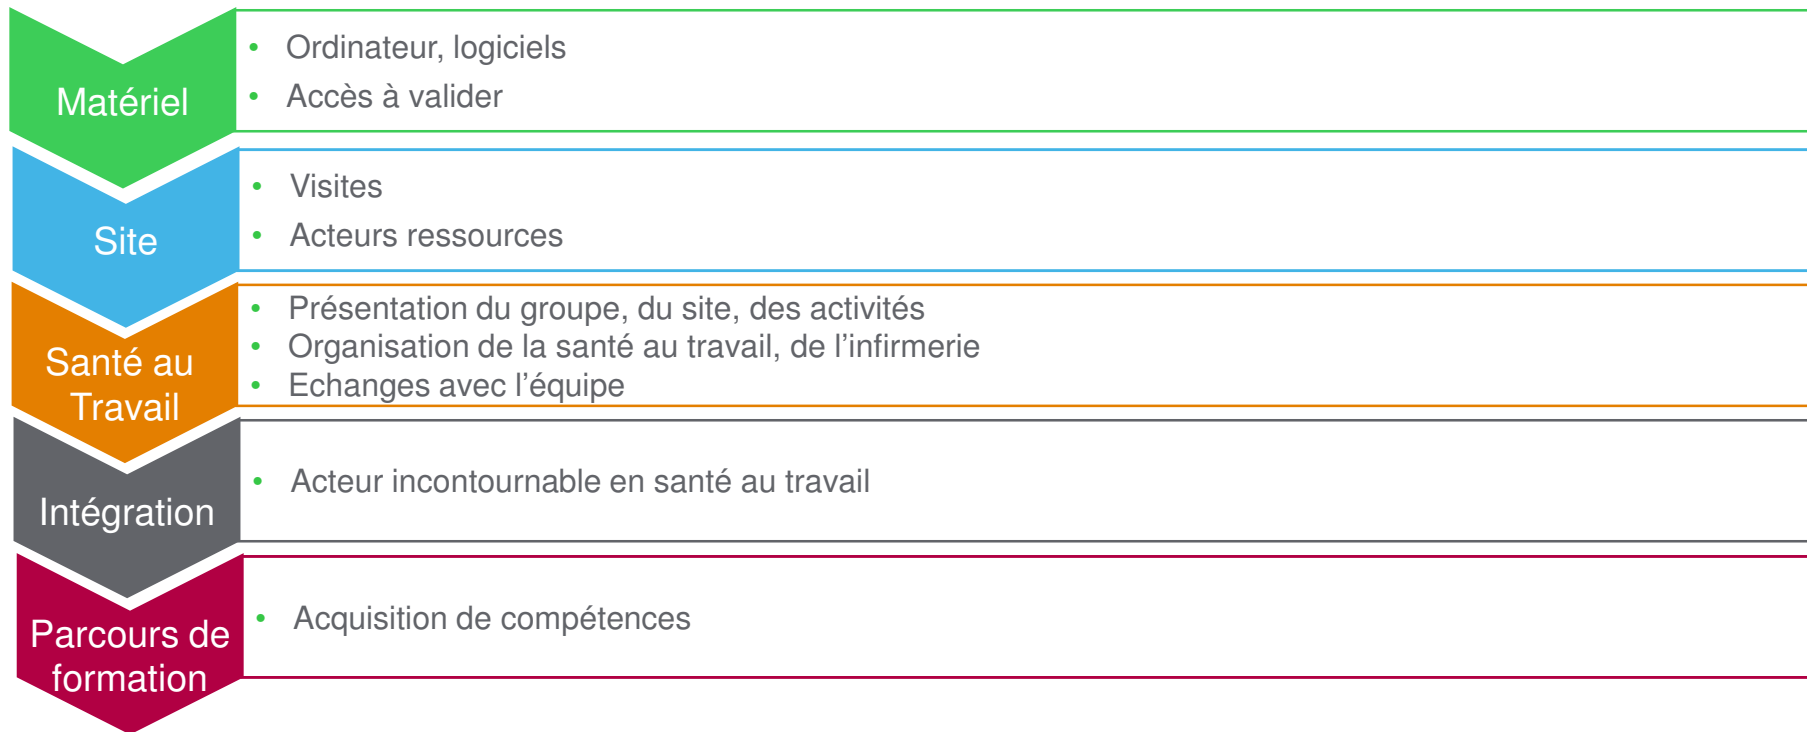 Matériel
• Ordinateur, logiciels
• Accès à valider
Site
• Visites
• Acteurs ressources
Santé au
Travail
• Présentation du groupe, du site, des activités
• Organisation de la santé au travail, de l’infirmerie
• Echanges avec l’équipe
Intégration
• Acteur incontournable en santé au travail
Parcours de
formation
• Acquisition de compétences